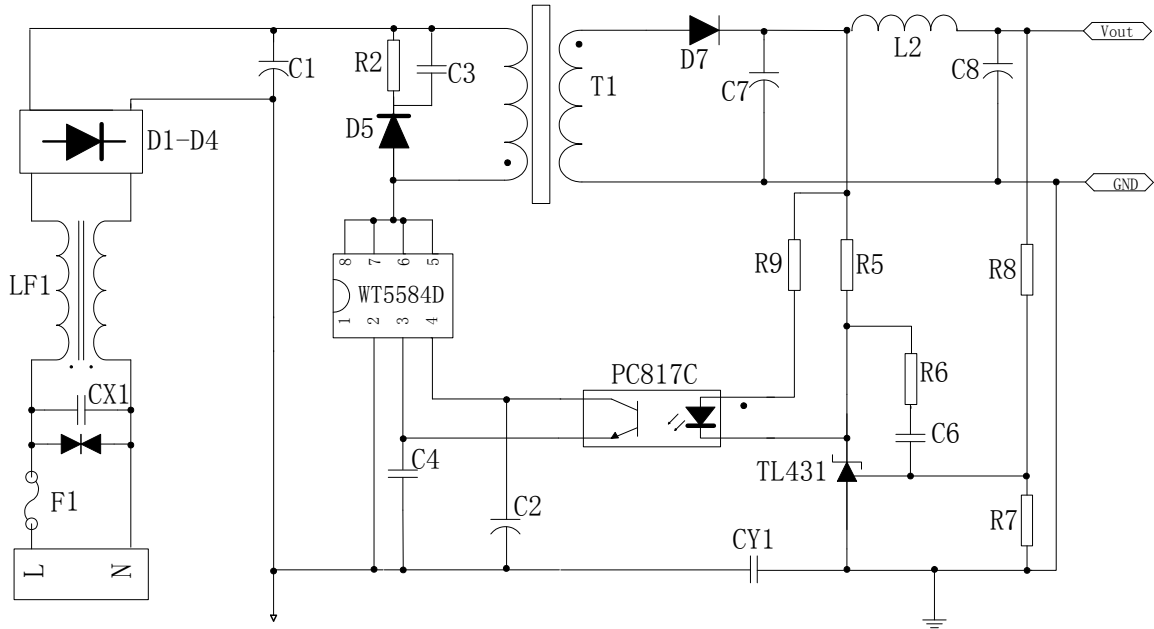 Vout
L2
R2
C1
C3
D7
T1
C7
C8
D5
D1-D4
GND
8 7 6 5
LF1
R9
R5
R8
WT5584D
1 2 3 4
PC817C
R6
CX1
C6
C4
TL431
F1
C2
R7
CY1
L
N